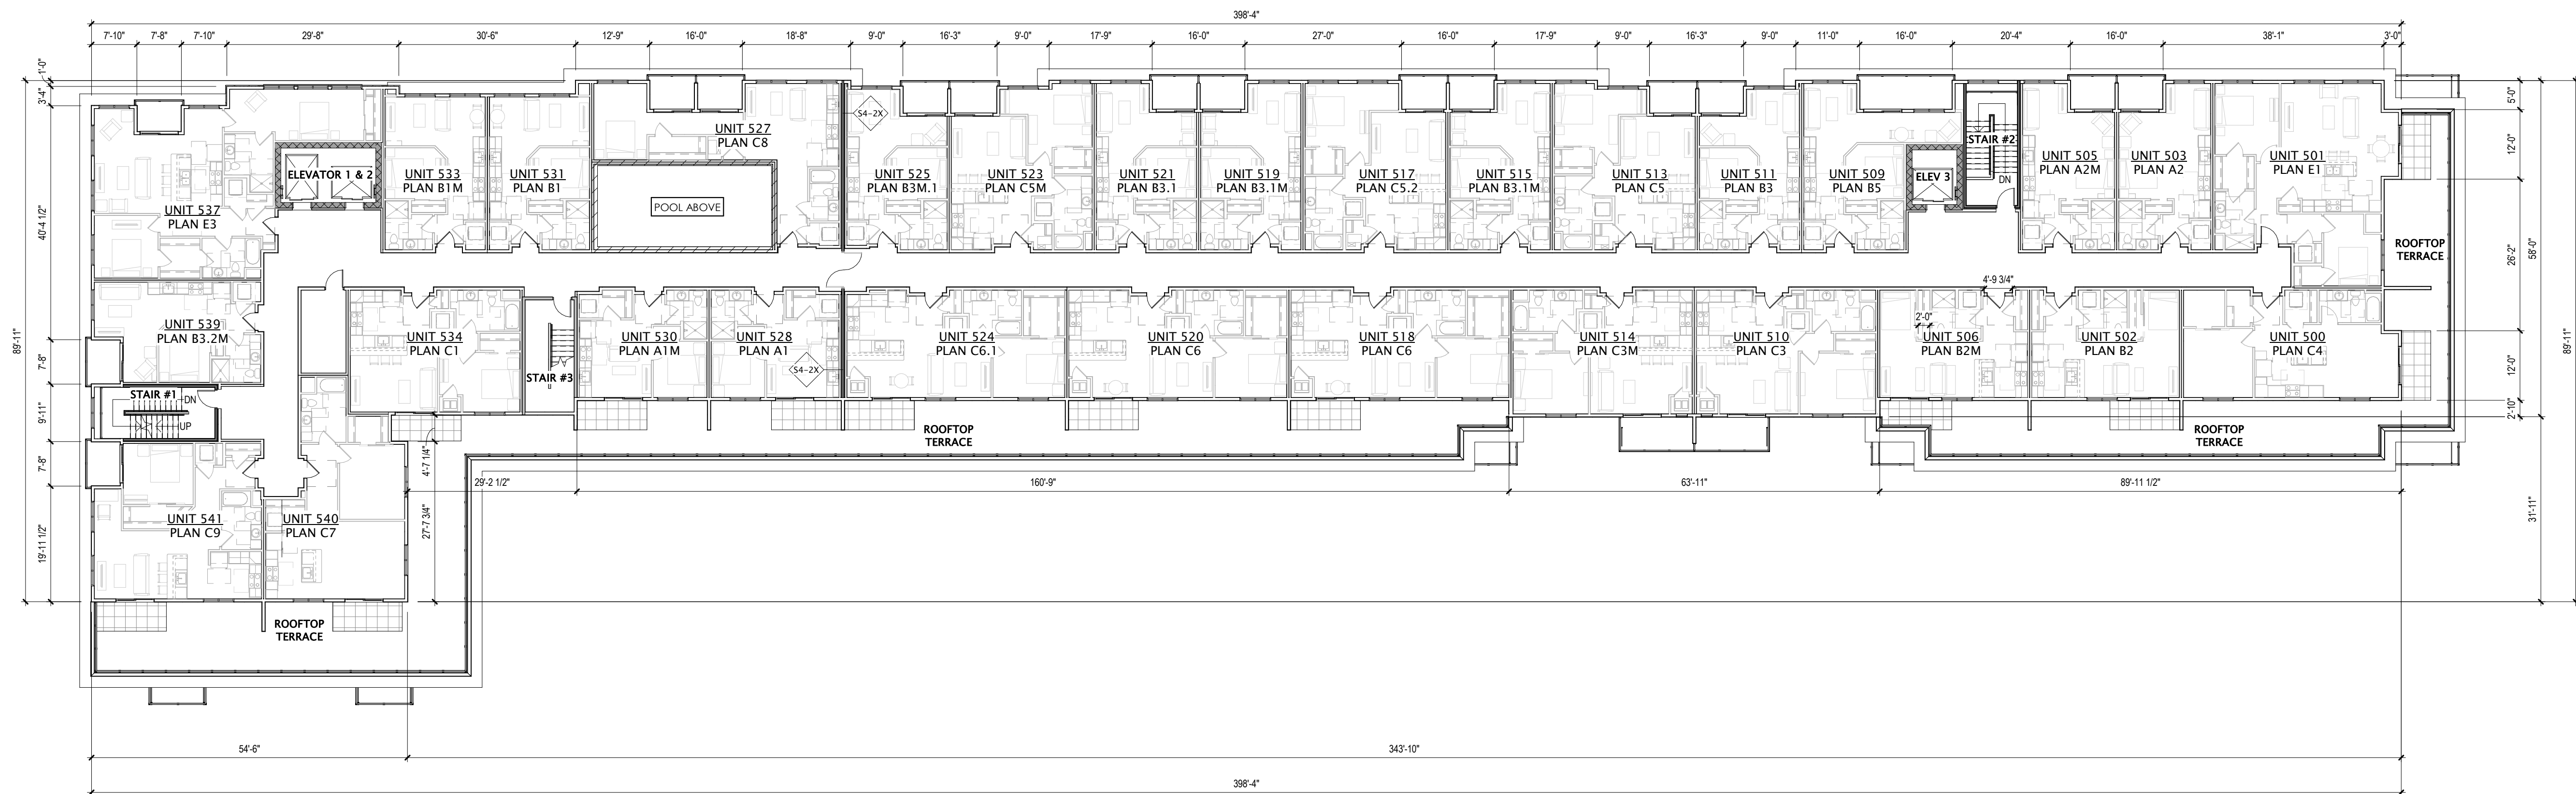 398'-4"
7'-10"
7'-8"
7'-10"
29'-8"
30'-6"
12'-9"
16'-0"
18'-8"
9'-0"
16'-3"
9'-0"
17'-9"
16'-0"
27'-0"
16'-0"
17'-9"
9'-0"
16'-3"
9'-0"
11'-0"
16'-0"
20'-4"
16'-0"
38'-1"
3'-0"
1'-0"
3'-4"
40'-4 1/2"
89'-11"
7'-8"
9'-11"
7'-8"
19'-11 1/2"
UNIT 537
PLAN E3
ELEVATOR 1 & 2
UNIT 533
PLAN B1M
UNIT 531
PLAN B1
UNIT 527
PLAN C8
POOL ABOVE
S4-2X
UNIT 525
PLAN B3M.1
UNIT 523
PLAN C5M
UNIT 521
PLAN B3.1
UNIT 519
PLAN B3.1M
UNIT 517
PLAN C5.2
UNIT 515
PLAN B3.1M
UNIT 513
PLAN C5
UNIT 511
PLAN B3
UNIT 509
PLAN B5
ELEV 3
STAIR #2
DN
UNIT 505
PLAN A2M
UNIT 503
PLAN A2
UNIT 501
PLAN E1
ROOFTOP
TERRACE
5'-0"
12'-0"
26'-2"
58'-0"
12'-0"
2'-10"
89'-11"
31'-11"
UNIT 539
PLAN B3.2M
STAIR #1
DN
UP
UNIT 534
PLAN C1
STAIR #3
UNIT 530
PLAN A1M
UNIT 528
PLAN A1
S4-2X
UNIT 524
PLAN C6.1
UNIT 520
PLAN C6
UNIT 518
PLAN C6
UNIT 514
PLAN C3M
UNIT 510
PLAN C3
2'-0"
UNIT 506
PLAN B2M
4'-9 3/4"
UNIT 502
PLAN B2
UNIT 500
PLAN C4
ROOFTOP
TERRACE
ROOFTOP
TERRACE
4'-7 1/4"
27'-7 3/4"
29'-2 1/2"
160'-9"
63'-11"
89'-11 1/2"
UNIT 541
PLAN C9
UNIT 540
PLAN C7
ROOFTOP
TERRACE
54'-6"
343'-10"
398'-4"